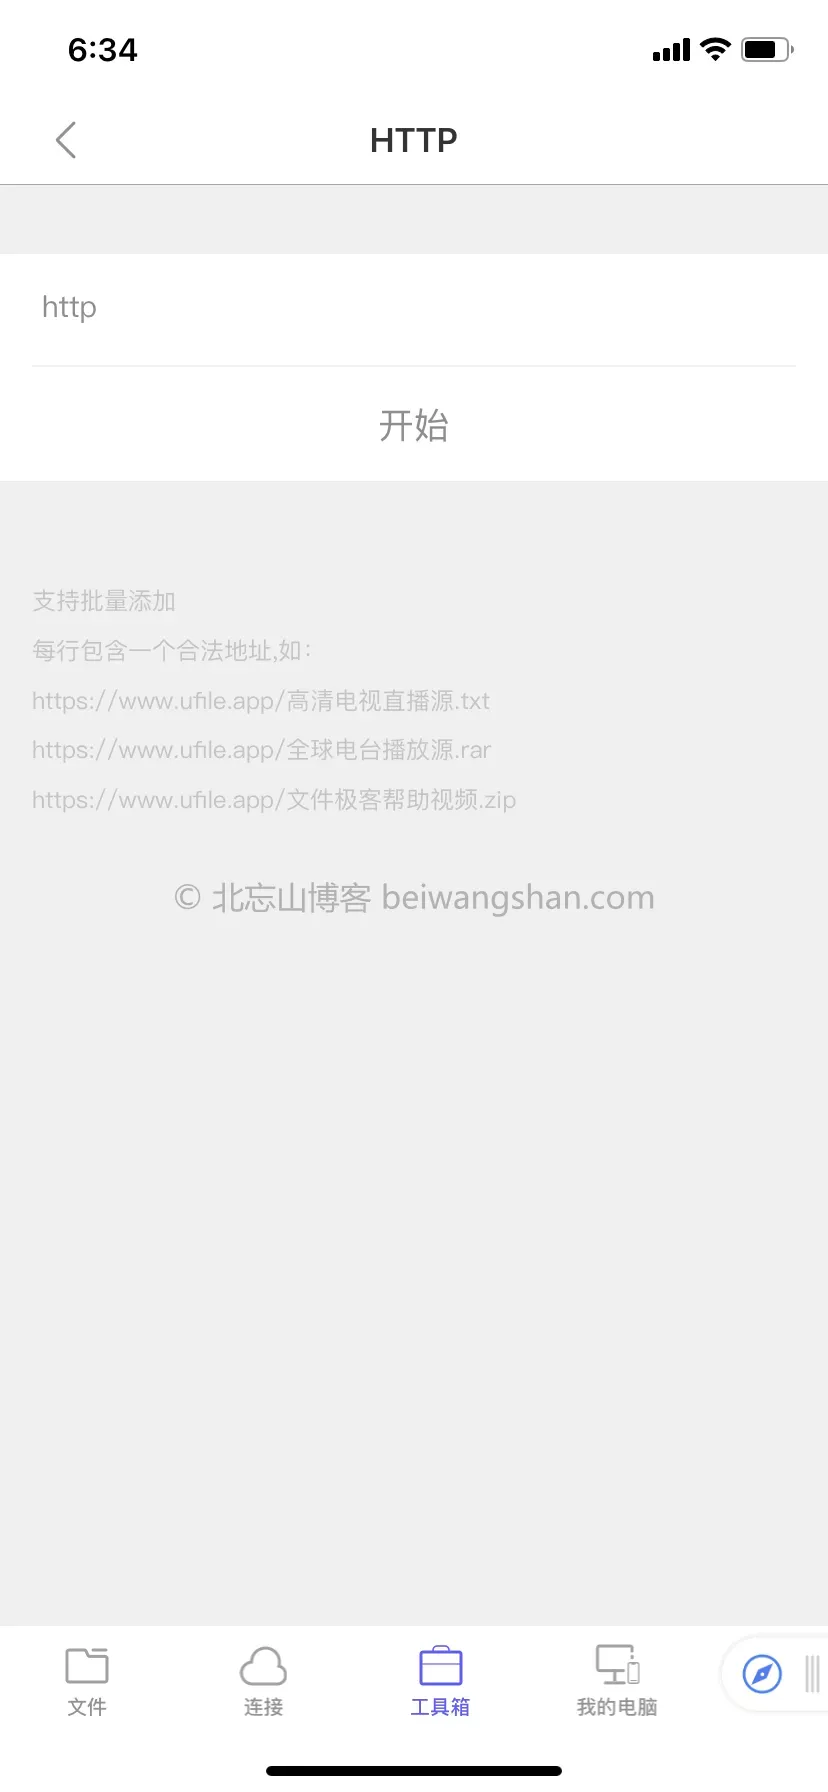 6:34
HTTP
http
开始
支持批量添加
每行包含一个合法地址,如：
https://www.ufile.app/高清电视直播源.txt
https://www.ufile.app/全球电台播放源.rar
https://www.ufile.app/文件极客帮助视频.zip
© 北忘山博客 beiwangshan.com
文件
连接
工具箱
我的电脑